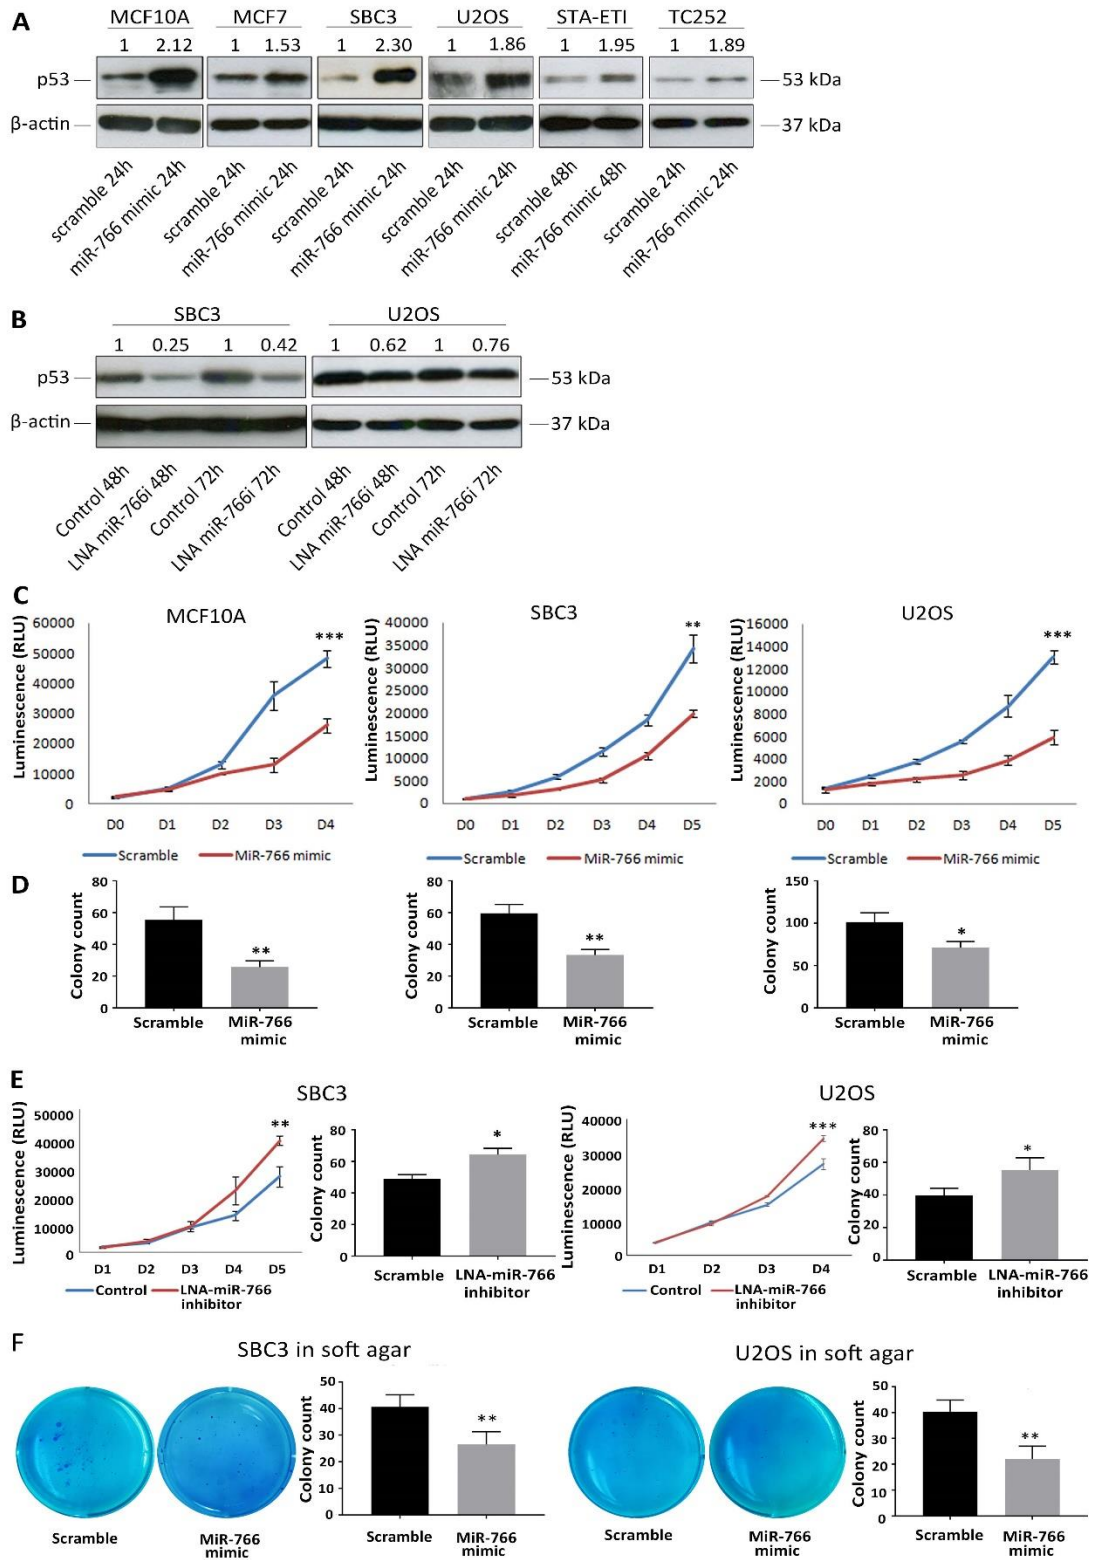 A
MCF10A MCF7 SBC3 U2OS STA-ETI TC252
1 2.12 1 1.53 1 2.30 1 1.86 1 1.95 1 1.89
p53 53 kDa
β-actin 37 kDa
scramble 24h miR-766 mimic 24h scramble 24h miR-766 mimic 24h scramble 24h miR-766 mimic 24h scramble 24h miR-766 mimic 24h scramble 48h miR-766 mimic 48h scramble 24h miR-766 mimic 24h
B
SBC3 U2OS
1 0.25 1 0.42 1 0.62 1 0.76
p53 53 kDa
β-actin 37 kDa
Control 48h LNA miR-766i 48h Control 72h LNA miR-766i 72h Control 48h LNA miR-766i 48h Control 72h LNA miR-766i 72h
C
MCF10A
Luminescence (RLU)
60000
50000
40000
30000
20000
10000
0
***
D0 D1 D2 D3 D4
Scramble MiR-766 mimic
SBC3
Luminescence (RLU)
40000
35000
30000
25000
20000
15000
10000
5000
0
**
D0 D1 D2 D3 D4 D5
Scramble MiR-766 mimic
U2OS
Luminescence (RLU)
16000
14000
12000
10000
8000
6000
4000
2000
0
***
D0 D1 D2 D3 D4 D5
Scramble MiR-766 mimic
D
Colony count
80
60
40
20
0
**
Scramble MiR-766
mimic
Colony count
80
60
40
20
0
**
Scramble MiR-766
mimic
Colony count
150
100
50
0
*
Scramble MiR-766
mimic
E
SBC3
Luminescence (RLU)
50000
40000
30000
20000
10000
0
**
D1 D2 D3 D4 D5
Control LNA-miR-766
inhibitor
Colony count
80
60
40
20
0
*
Scramble LNA-miR-766
inhibitor
U2OS
Luminescence (RLU)
40000
30000
20000
10000
0
***
D1 D2 D3 D4
Control LNA-miR-766
inhibitor
Colony count
80
60
40
20
0
*
Scramble LNA-miR-766
inhibitor
F
SBC3 in soft agar
Scramble MiR-766
mimic
Colony count
50
40
30
20
10
0
**
Scramble MiR-766
mimic
U2OS in soft agar
Scramble MiR-766
mimic
Colony count
50
40
30
20
10
0
**
Scramble MiR-766
mimic